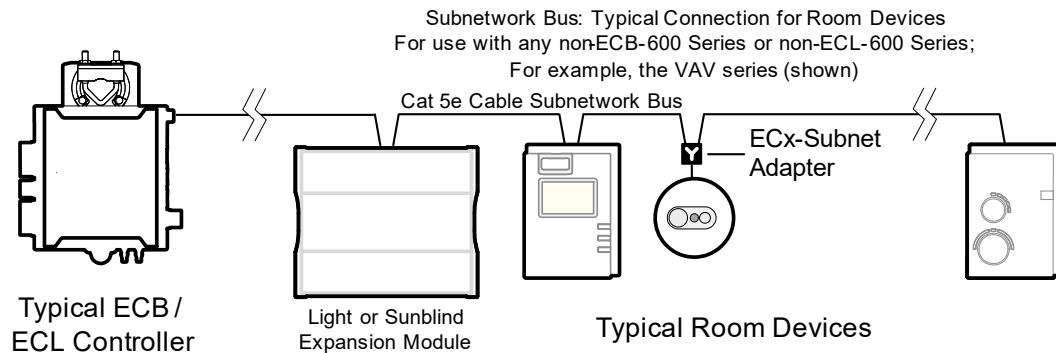 Subnetwork Bus: Typical Connection for Room Devices
For use with any non-ECB-600 Series or non-ECL-600 Series;
For example, the VAV series (shown)
Cat 5e Cable Subnetwork Bus
ECx-Subnet
Adapter
Typical ECB /
ECL Controller
Light or Sunblind
Expansion Module
Typical Room Devices